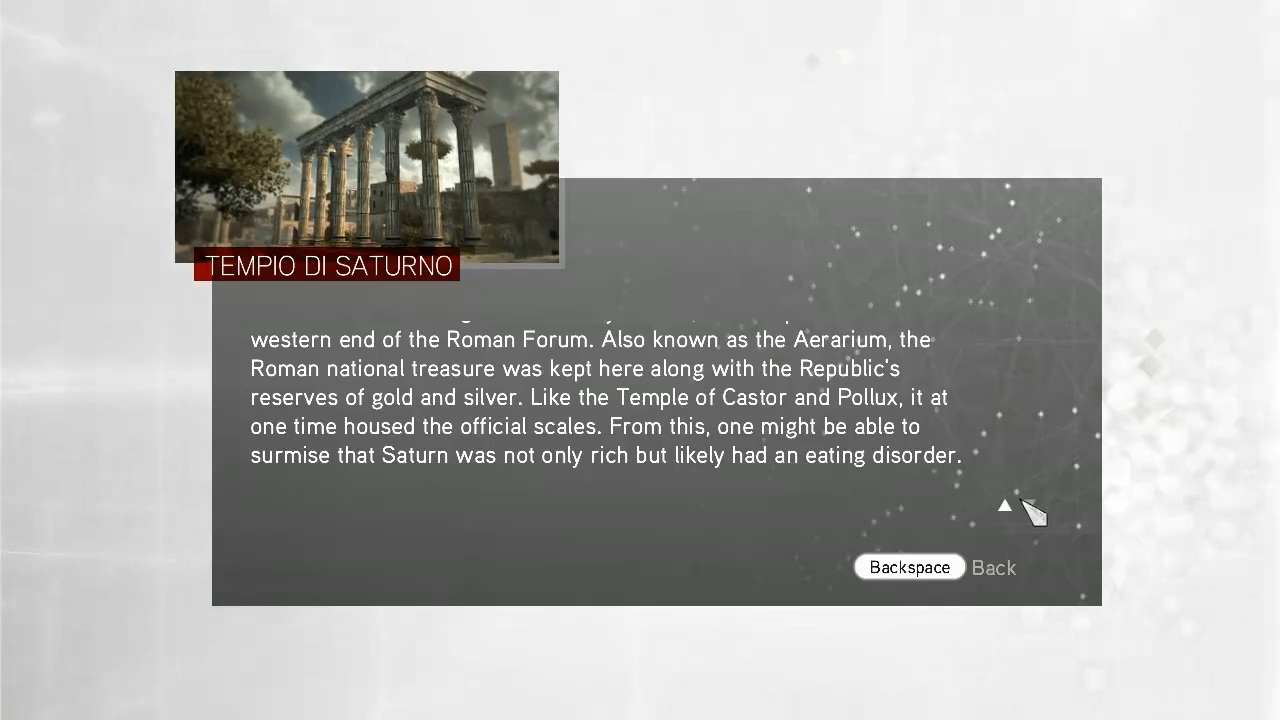 TEMPIO DI SATURNO
western end of the Roman Forum. Also known as the Aerarium, the
Roman national treasure was kept here along with the Republic's
reserves of gold and silver. Like the Temple of Castor and Pollux, it at
one time housed the official scales. From this, one might be able to
surmise that Saturn was not only rich but likely had an eating disorder.
Backspace Back